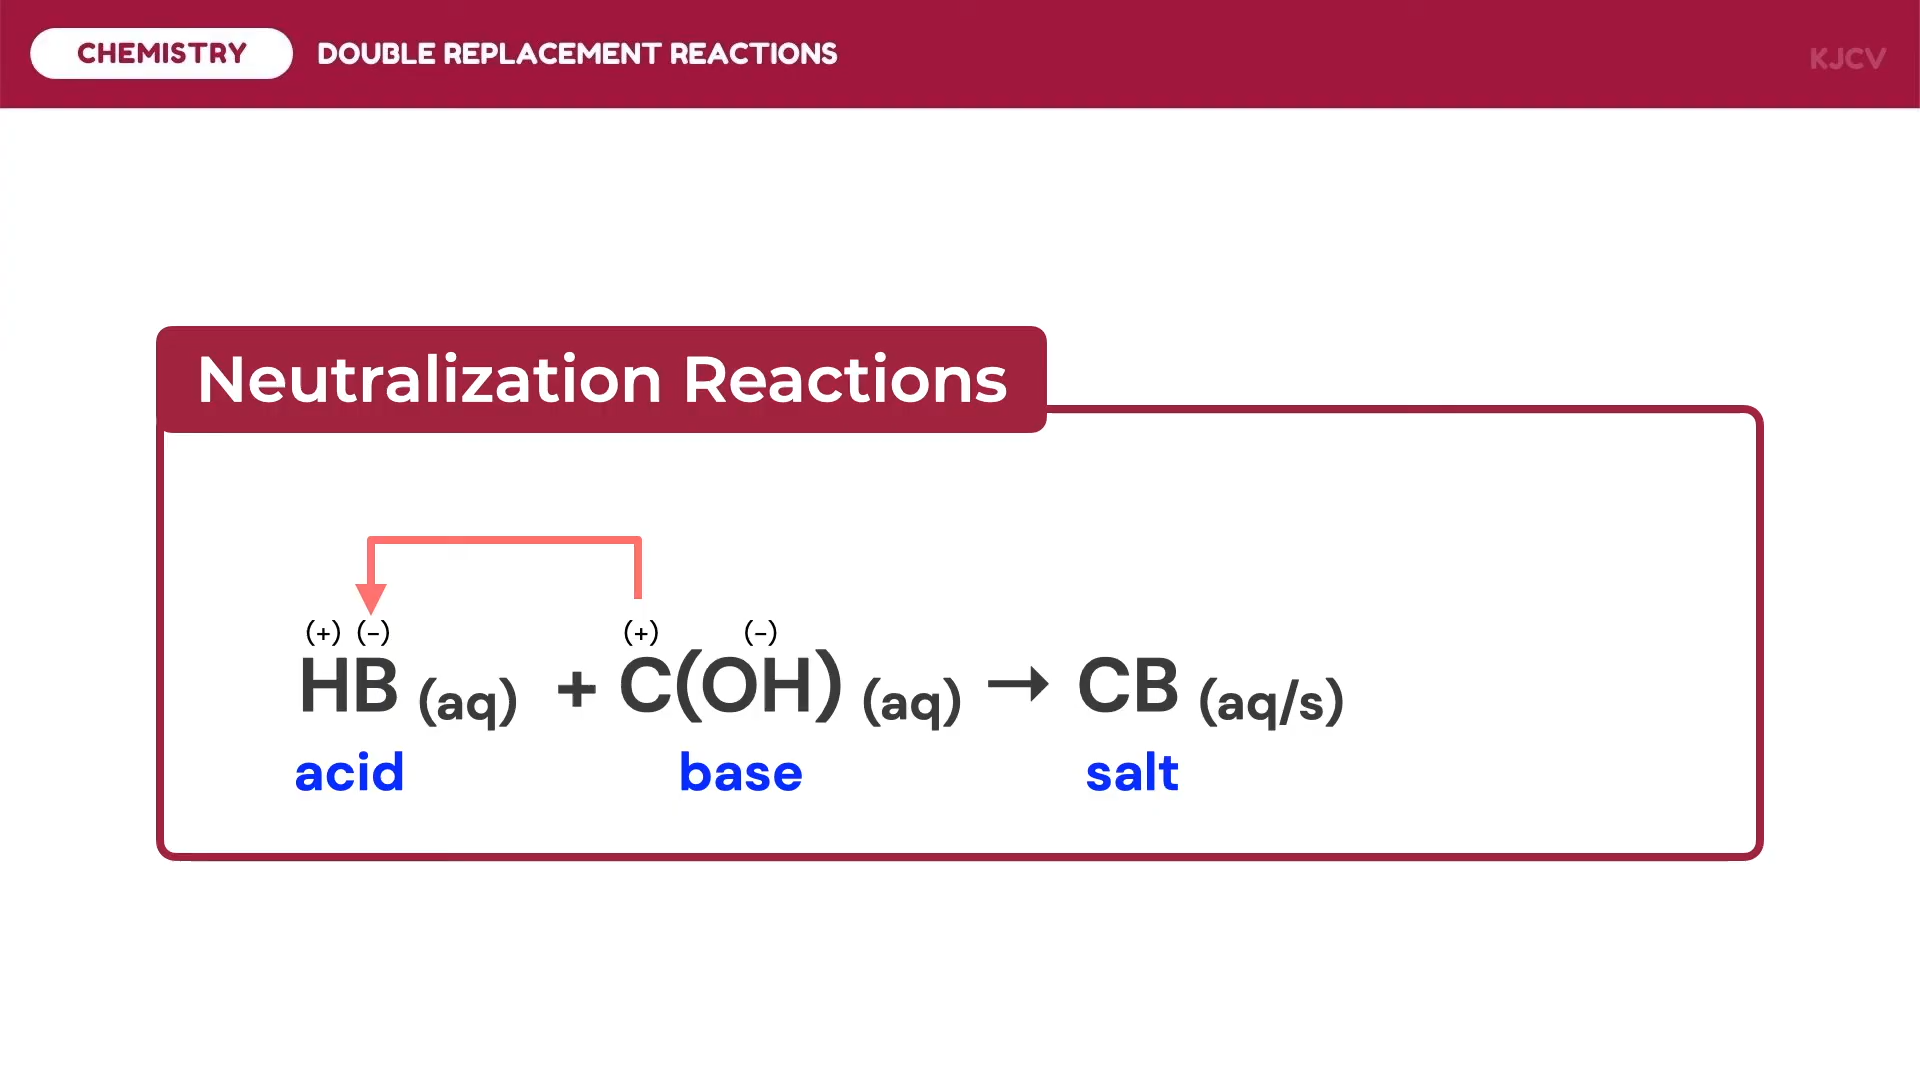 CHEMISTRY DOUBLE REPLACEMENT REACTIONS KJCV
Neutralization Reactions
(+) (−) (+) (−)
HB (aq) + C(OH) (aq) → CB (aq/s)
acid base salt